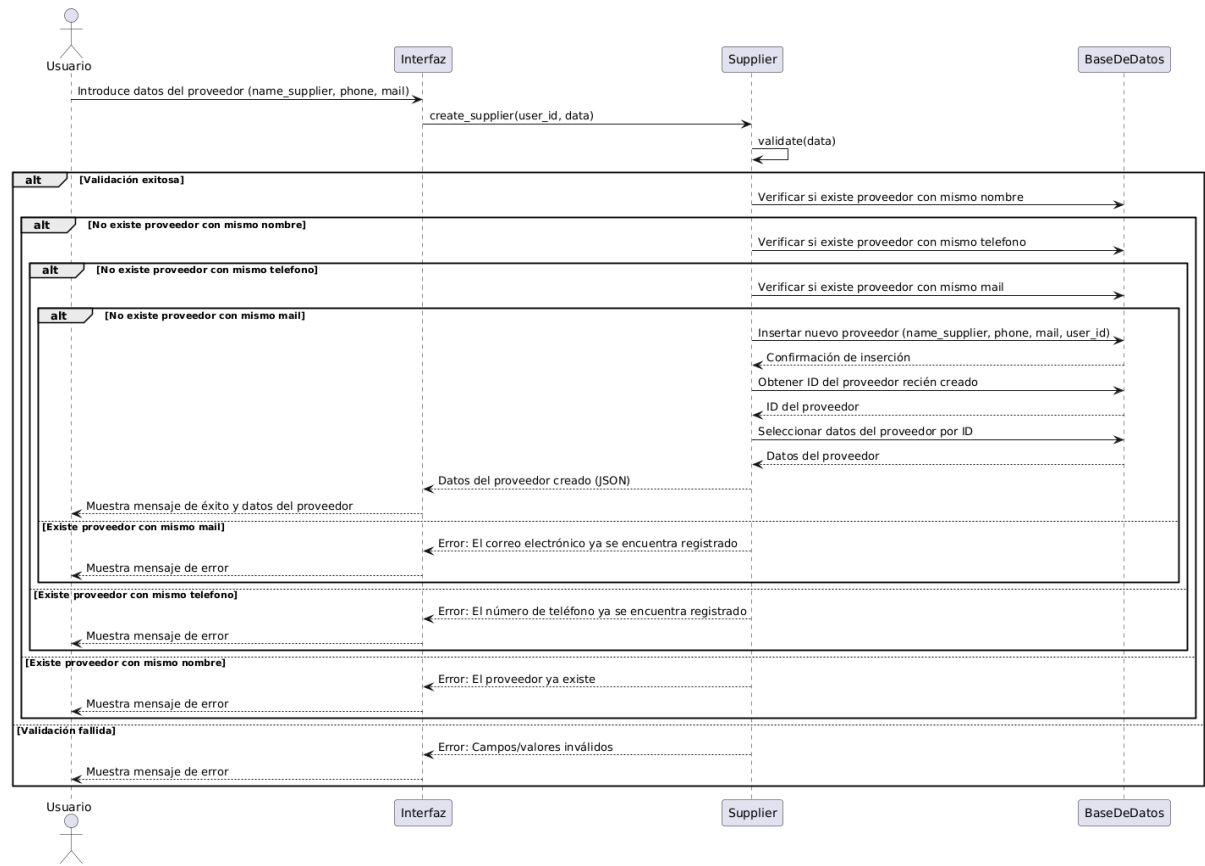 Usuario
Interfaz
Supplier
BaseDeDatos
Introduce datos del proveedor (name_supplier, phone, mail)
create_supplier(user_id, data)
validate(data)
alt [Validación exitosa]
Verificar si existe proveedor con mismo nombre
alt [No existe proveedor con mismo nombre]
Verificar si existe proveedor con mismo telefono
alt [No existe proveedor con mismo telefono]
Verificar si existe proveedor con mismo mail
alt [No existe proveedor con mismo mail]
Insertar nuevo proveedor (name_supplier, phone, mail, user_id)
Confirmación de inserción
Obtener ID del proveedor recién creado
ID del proveedor
Seleccionar datos del proveedor por ID
Datos del proveedor
Datos del proveedor creado (JSON)
Muestra mensaje de éxito y datos del proveedor
[Existe proveedor con mismo mail]
Error: El correo electrónico ya se encuentra registrado
Muestra mensaje de error
[Existe proveedor con mismo telefono]
Error: El número de teléfono ya se encuentra registrado
Muestra mensaje de error
[Existe proveedor con mismo nombre]
Error: El proveedor ya existe
Muestra mensaje de error
[Validación fallida]
Error: Campos/valores inválidos
Muestra mensaje de error
Usuario
Interfaz
Supplier
BaseDeDatos